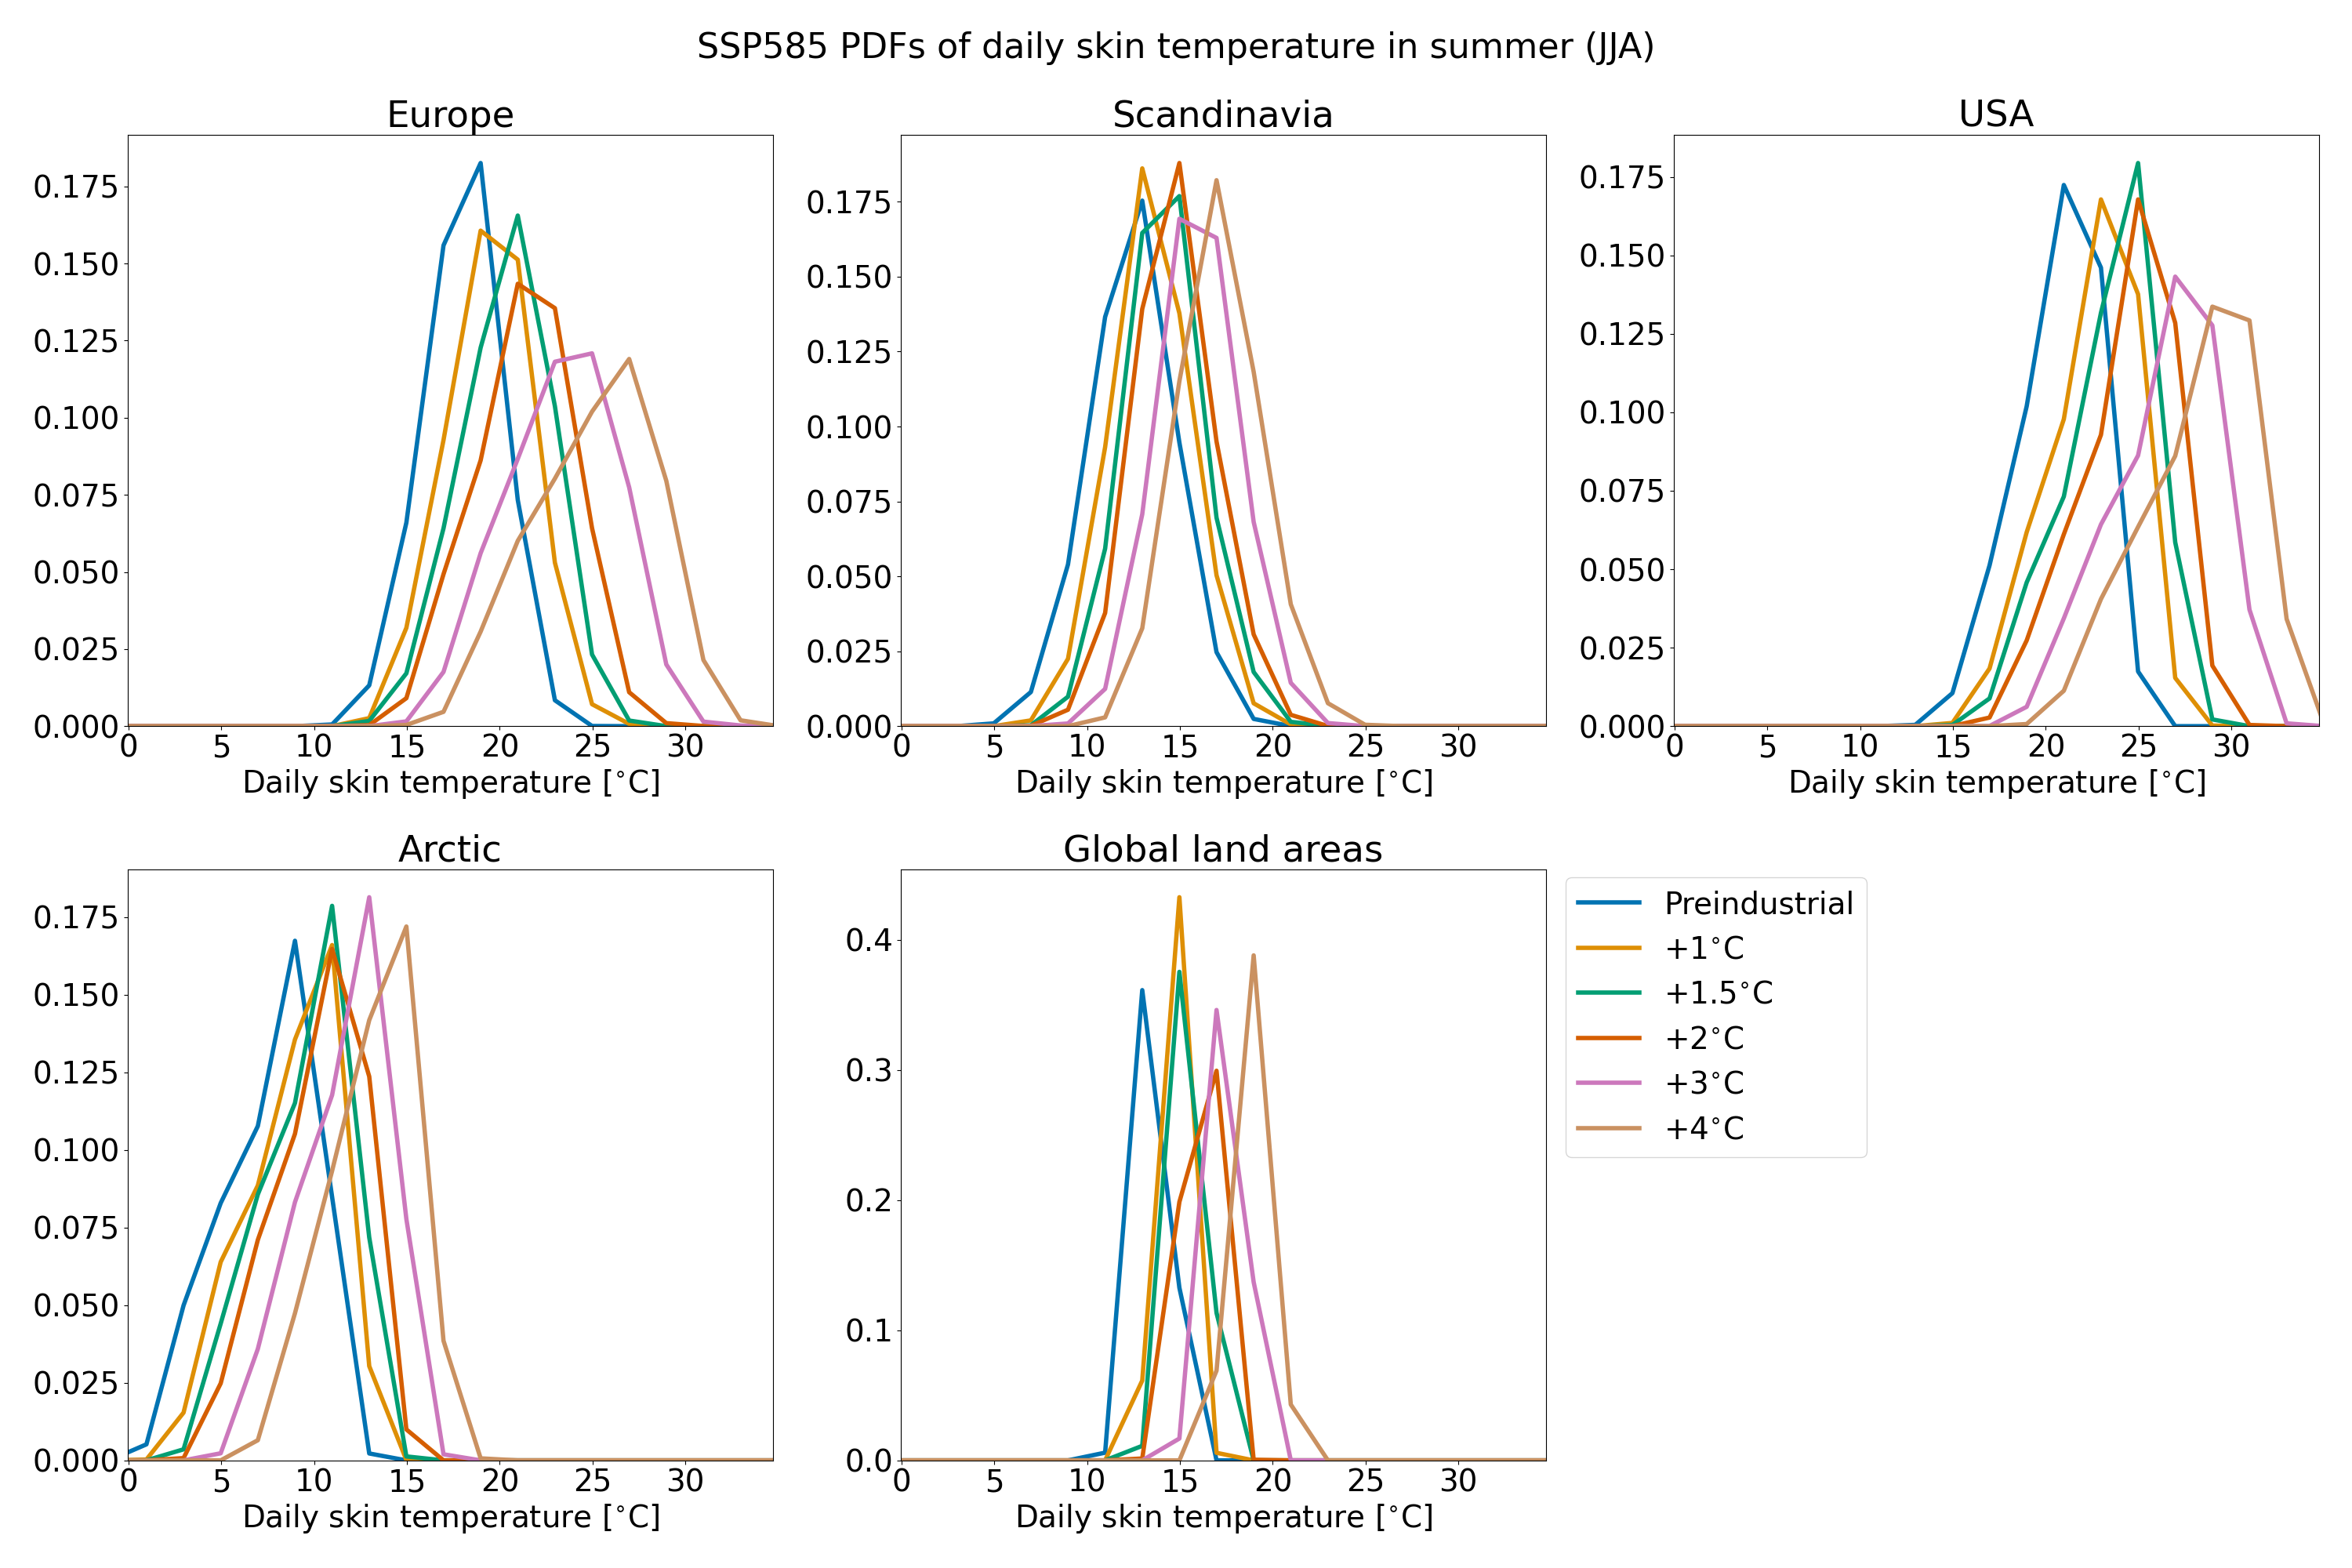 SSP585 PDFs of daily skin temperature in summer (JJA)
Europe
0.175
0.150
0.125
0.100
0.075
0.050
0.025
0.000
0 5 10 15 20 25 30
Daily skin temperature [°C]
Scandinavia
0.175
0.150
0.125
0.100
0.075
0.050
0.025
0.000
0 5 10 15 20 25 30
Daily skin temperature [°C]
USA
0.175
0.150
0.125
0.100
0.075
0.050
0.025
0.000
0 5 10 15 20 25 30
Daily skin temperature [°C]
Arctic
0.175
0.150
0.125
0.100
0.075
0.050
0.025
0.000
0 5 10 15 20 25 30
Daily skin temperature [°C]
Global land areas
0.4
0.3
0.2
0.1
0.0
0 5 10 15 20 25 30
Daily skin temperature [°C]
Preindustrial
+1°C
+1.5°C
+2°C
+3°C
+4°C